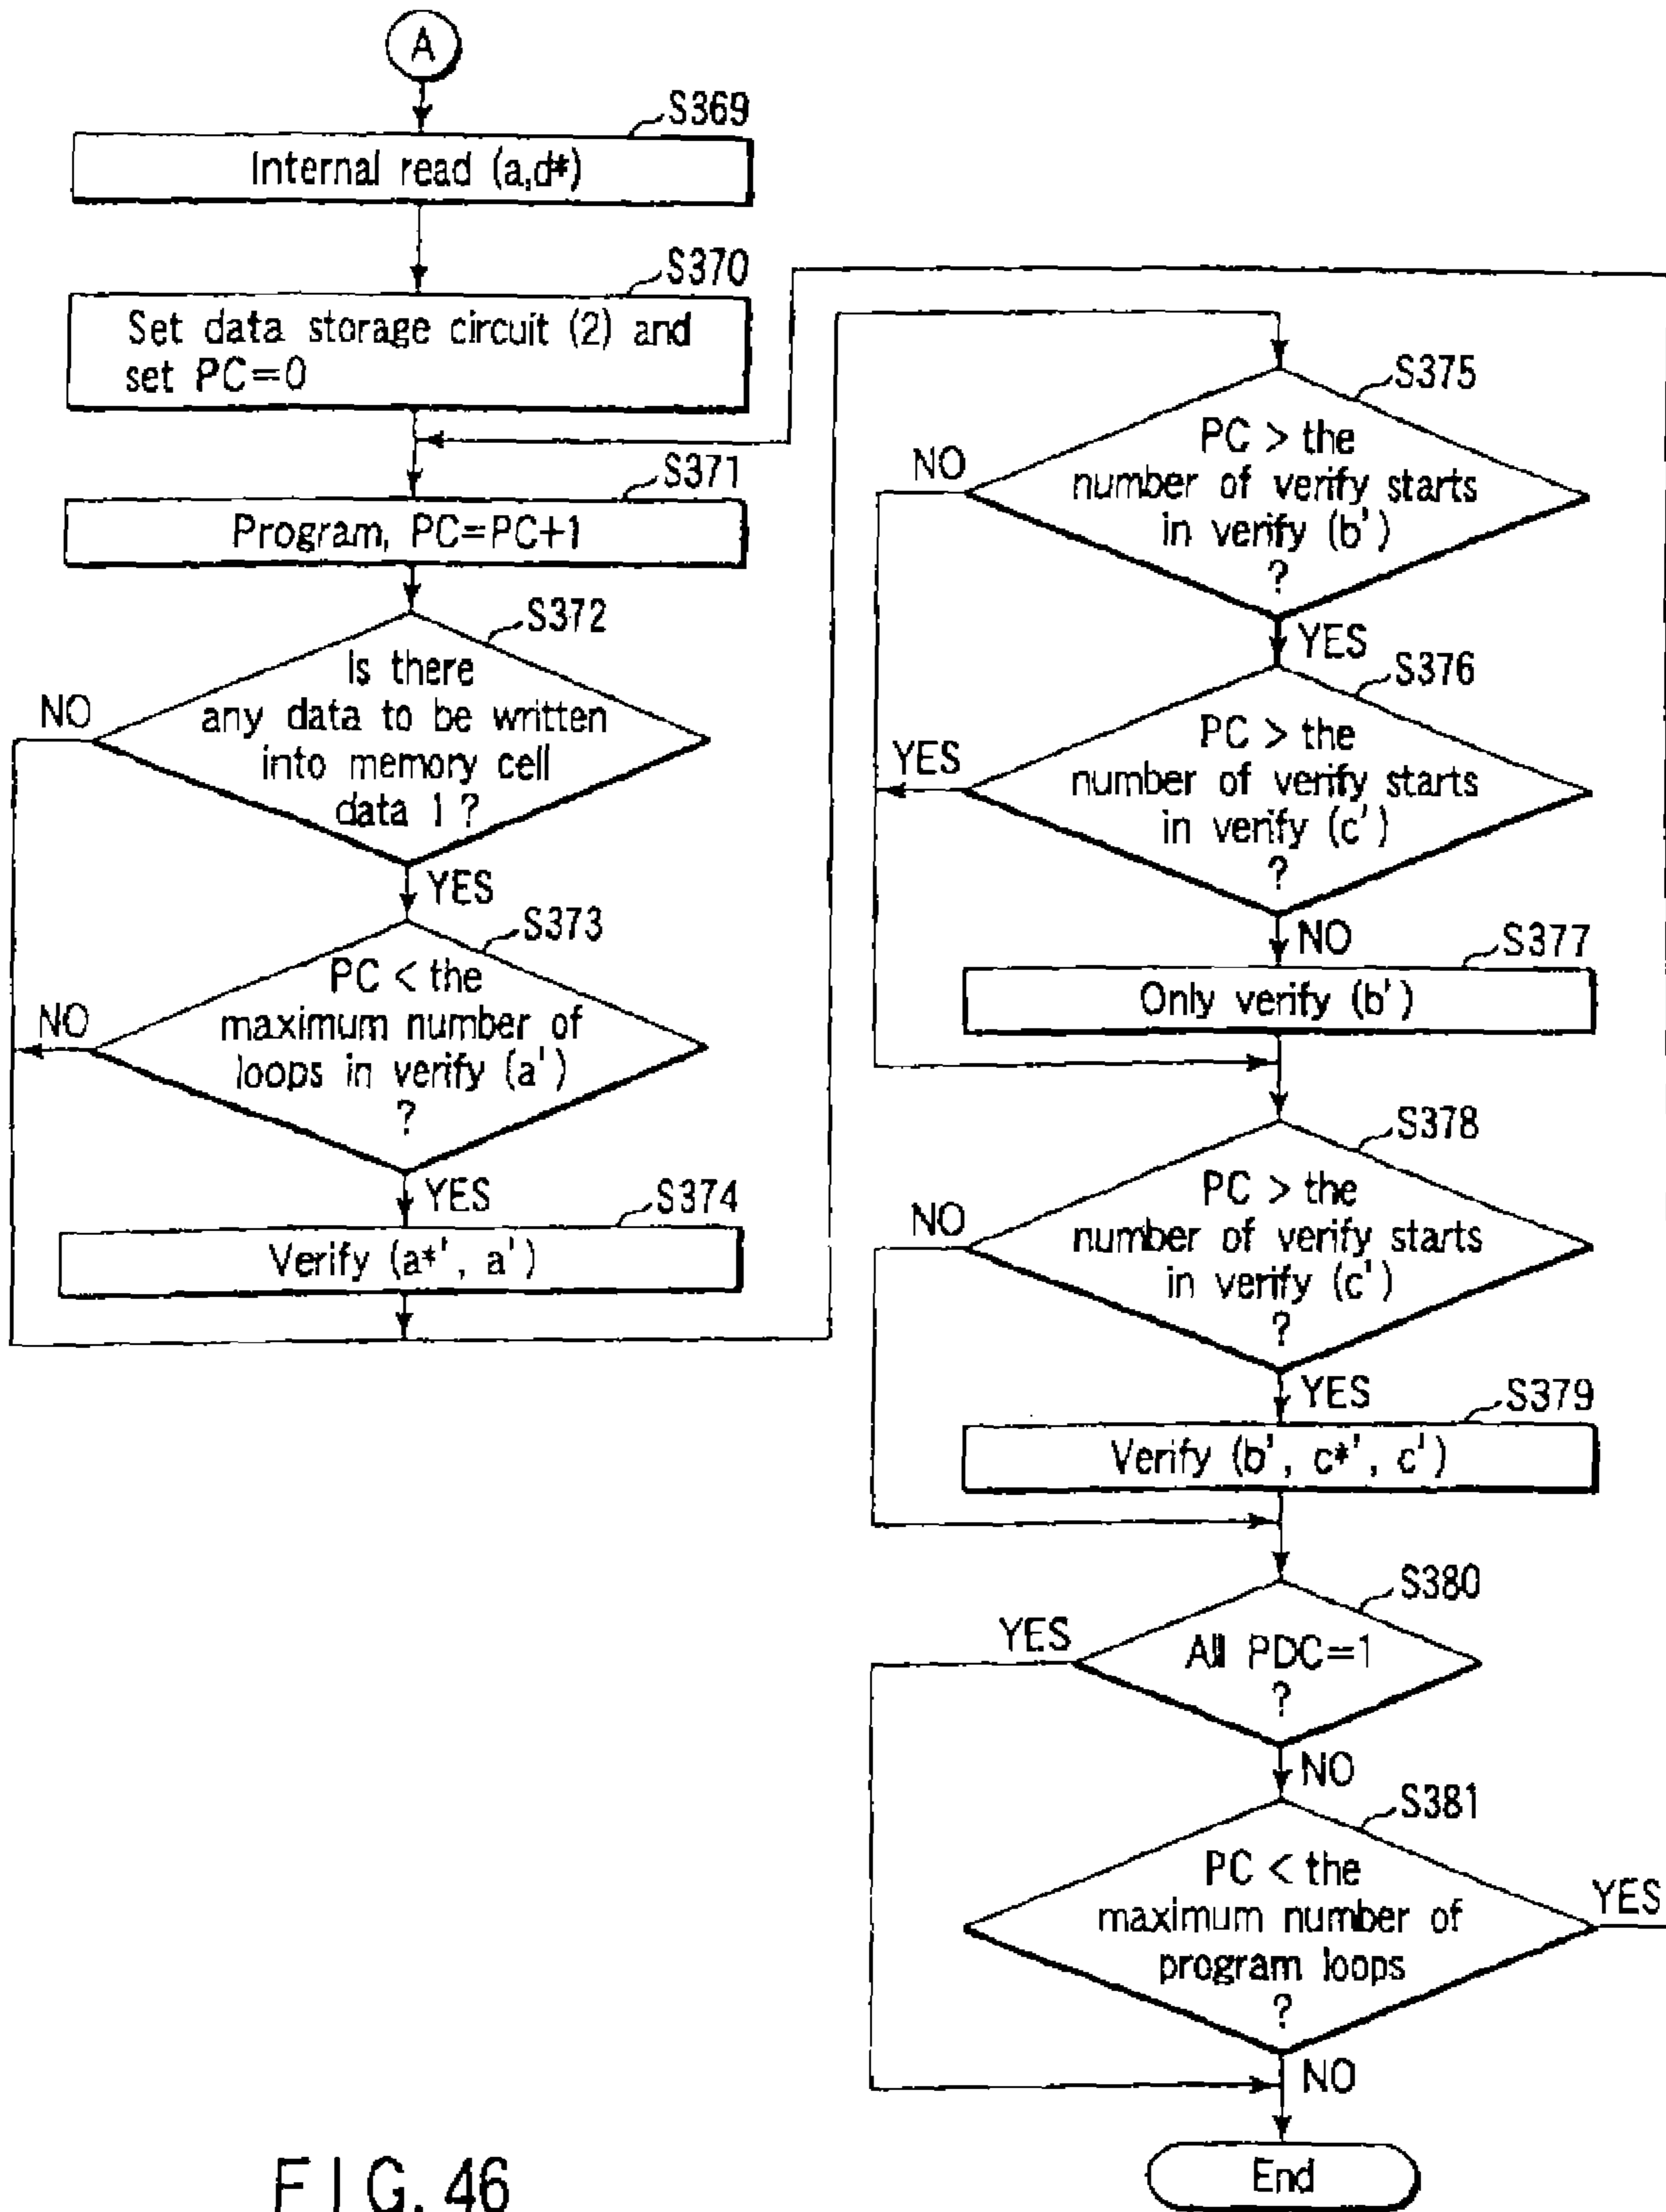 A
S369
Internal read (a,d*)
S370
Set data storage circuit (2) and
set PC=0
S371
Program, PC=PC+1
S372
Is there
any data to be written
into memory cell
data 1 ?
NO
YES
S373
PC < the
maximum number of
loops in verify (a')
?
NO
YES
S374
Verify (a*', a')
S375
PC > the
number of verify starts
in verify (b')
?
NO
YES
S376
PC > the
number of verify starts
in verify (c')
?
YES
NO
S377
Only verify (b')
S378
PC > the
number of verify starts
in verify (c')
?
NO
YES
S379
Verify (b', c*', c')
S380
All PDC=1
?
YES
NO
S381
PC < the
maximum number of
program loops
?
YES
NO
End
FIG. 46